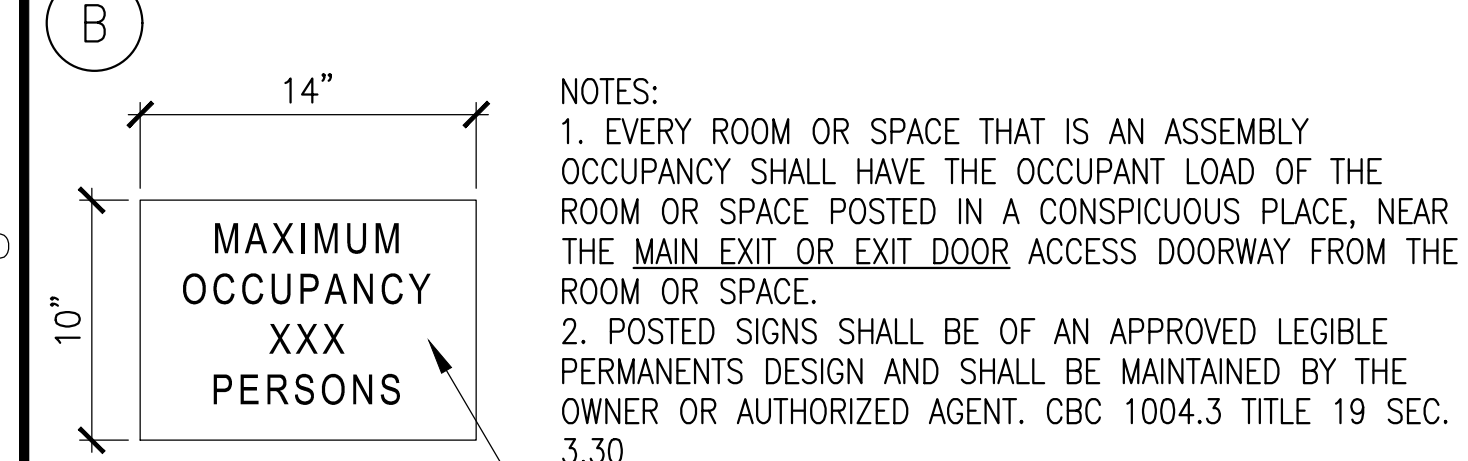 B
14”
10”
MAXIMUM
OCCUPANCY
XXX
PERSONS
NOTES:
1. EVERY ROOM OR SPACE THAT IS AN ASSEMBLY
OCCUPANCY SHALL HAVE THE OCCUPANT LOAD OF THE
ROOM OR SPACE POSTED IN A CONSPICUOUS PLACE, NEAR
THE MAIN EXIT OR EXIT DOOR ACCESS DOORWAY FROM THE
ROOM OR SPACE.
2. POSTED SIGNS SHALL BE OF AN APPROVED LEGIBLE
PERMANENTS DESIGN AND SHALL BE MAINTAINED BY THE
OWNER OR AUTHORIZED AGENT. CBC 1004.3 TITLE 19 SEC.
3.30